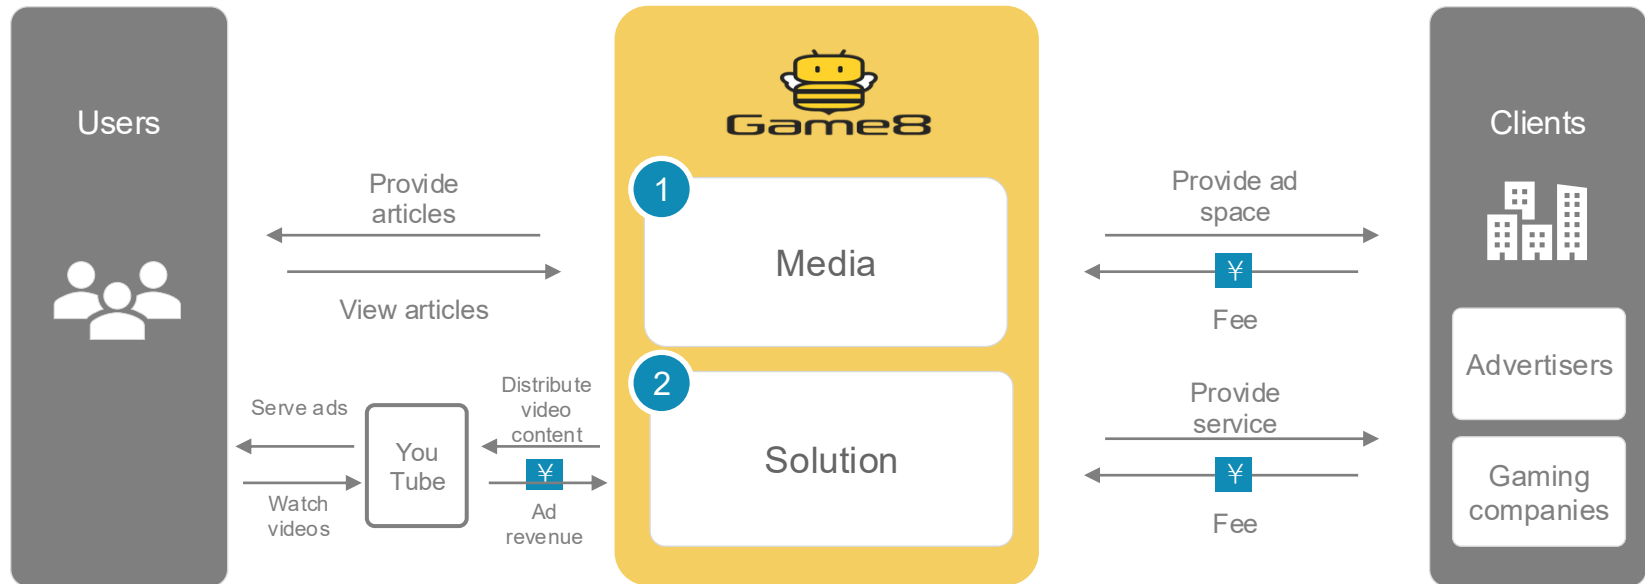 Users
Provide
articles
View articles
Serve ads
Watch
videos
You
Tube
Distribute
video
content
¥
Ad
revenue
Game8
1
Media
2
Solution
Provide ad
space
¥
Fee
Provide
service
¥
Fee
Clients
Advertisers
Gaming
companies